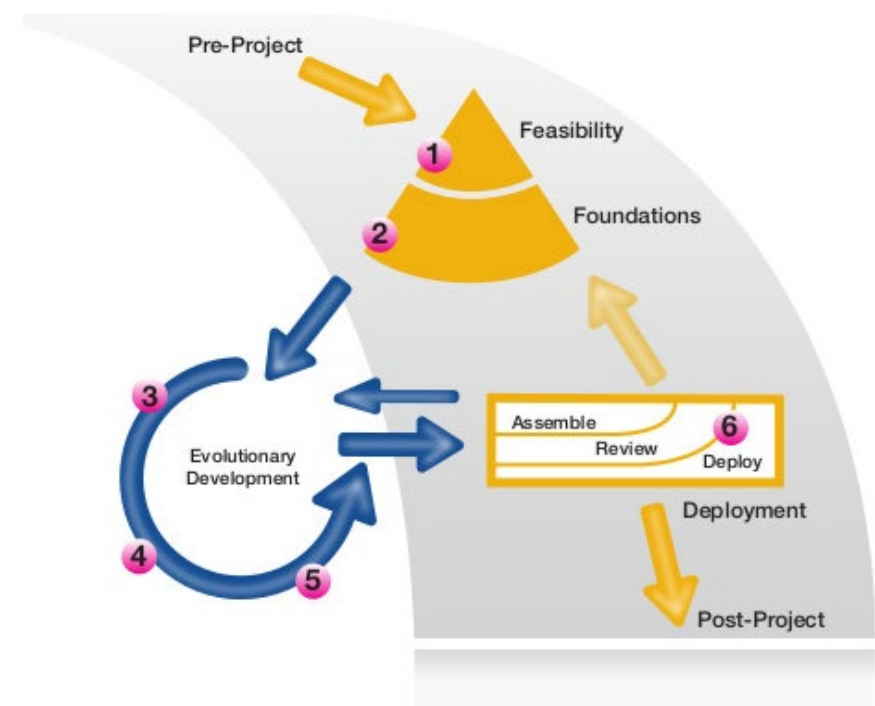 Pre-Project
Feasibility
1
Foundations
2
3
Assemble
6
Review
Evolutionary
Development
Deploy
Deployment
4
5
Post-Project